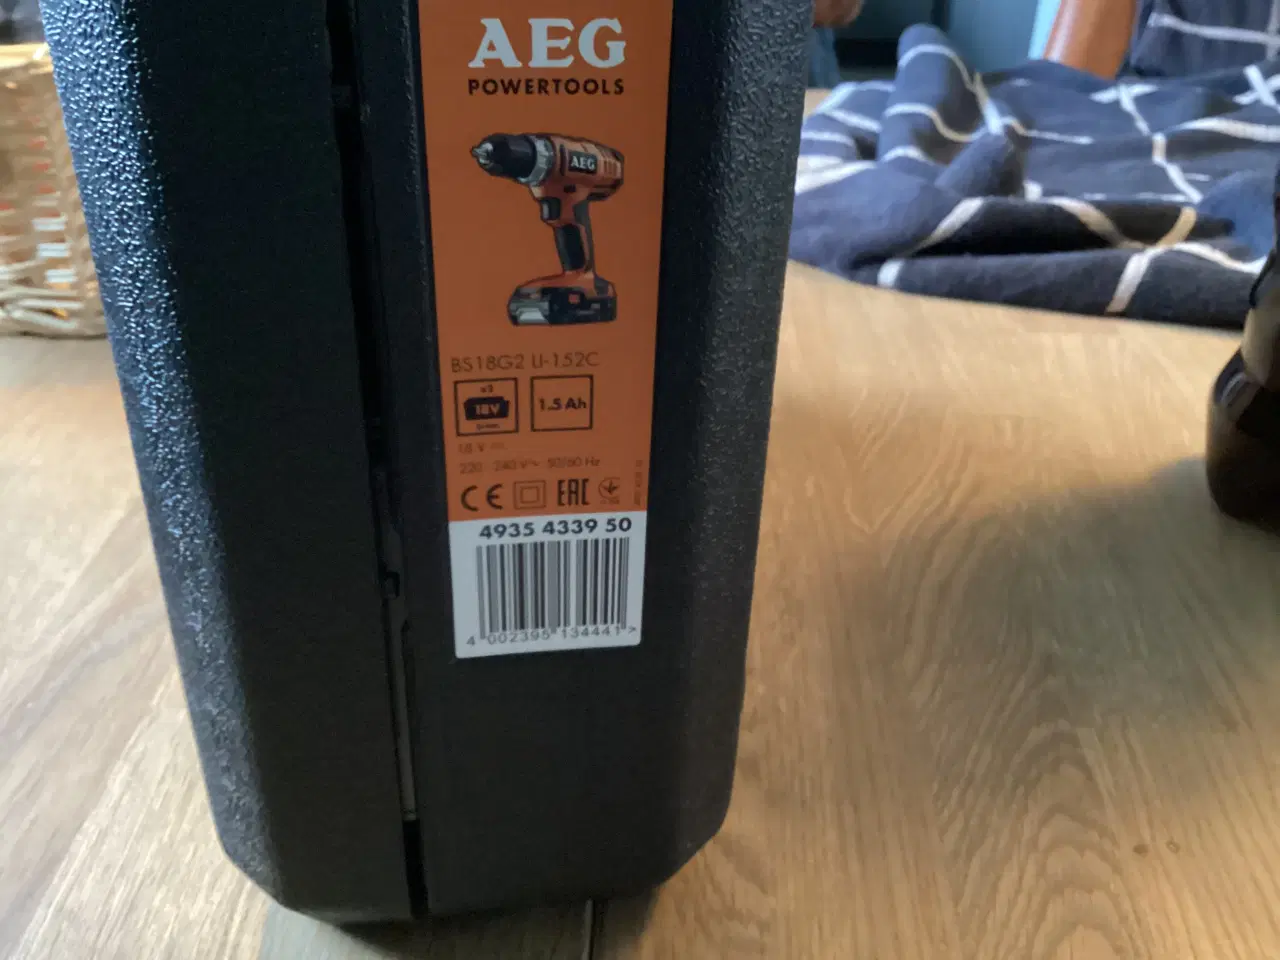 AEG
POWERTOOLS
AEG
BS18G2 LI-152C
x2
18V
1.5 Ah
18 V
220 - 240 V~ 50/60 Hz
CE EAC
4935 4339 50
4 002395 134441 >